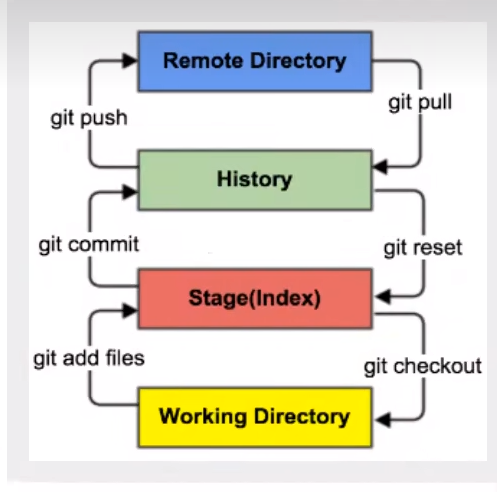 Remote Directory
git pull
git push
History
git commit
git reset
Stage(Index)
git add files
git checkout
Working Directory